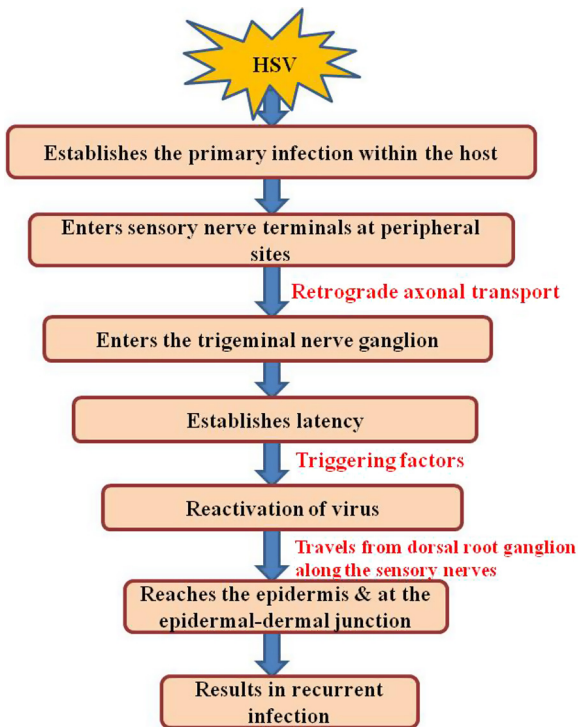 HSV
Establishes the primary infection within the host
Enters sensory nerve terminals at peripheral
sites
Retrograde axonal transport
Enters the trigeminal nerve ganglion
Establishes latency
Triggering factors
Reactivation of virus
Travels from dorsal root ganglion
along the sensory nerves
Reaches the epidermis & at the
epidermal-dermal junction
Results in recurrent
infection